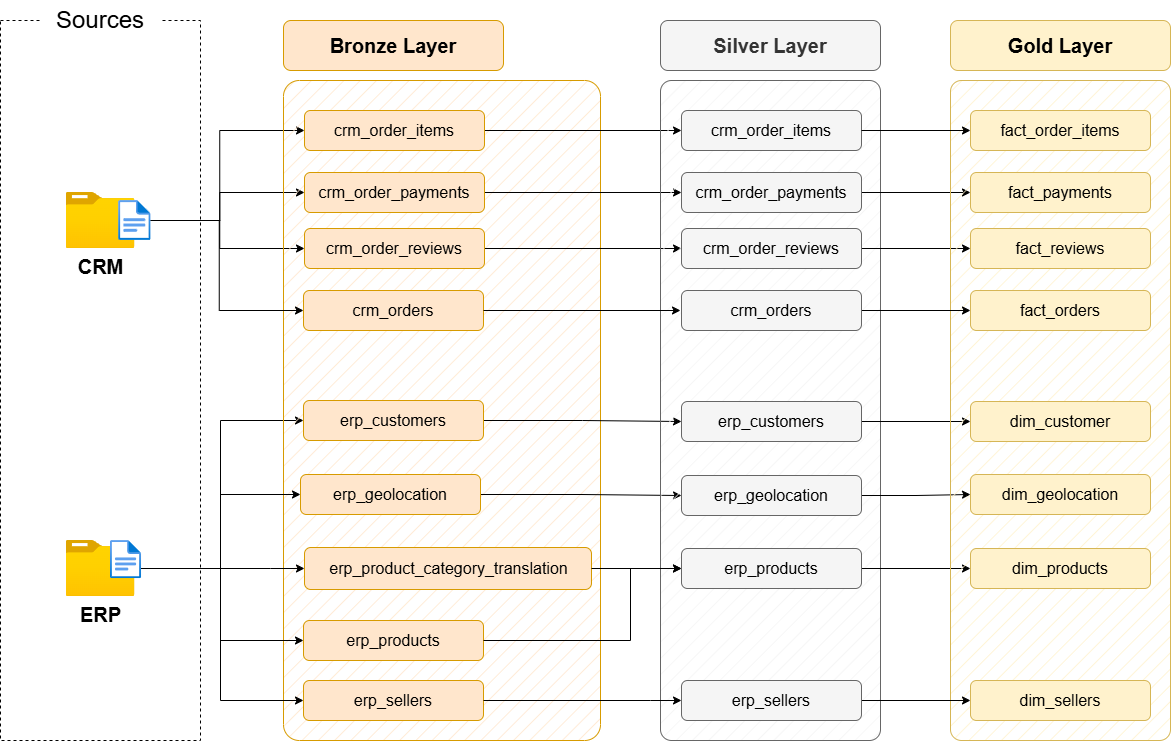 Sources
Bronze Layer
Silver Layer
Gold Layer
crm_order_items
crm_order_items
fact_order_items
crm_order_payments
crm_order_payments
fact_payments
crm_order_reviews
crm_order_reviews
fact_reviews
CRM
crm_orders
crm_orders
fact_orders
erp_customers
erp_customers
dim_customer
erp_geolocation
erp_geolocation
dim_geolocation
erp_product_category_translation
erp_products
dim_products
ERP
erp_products
erp_sellers
erp_sellers
dim_sellers